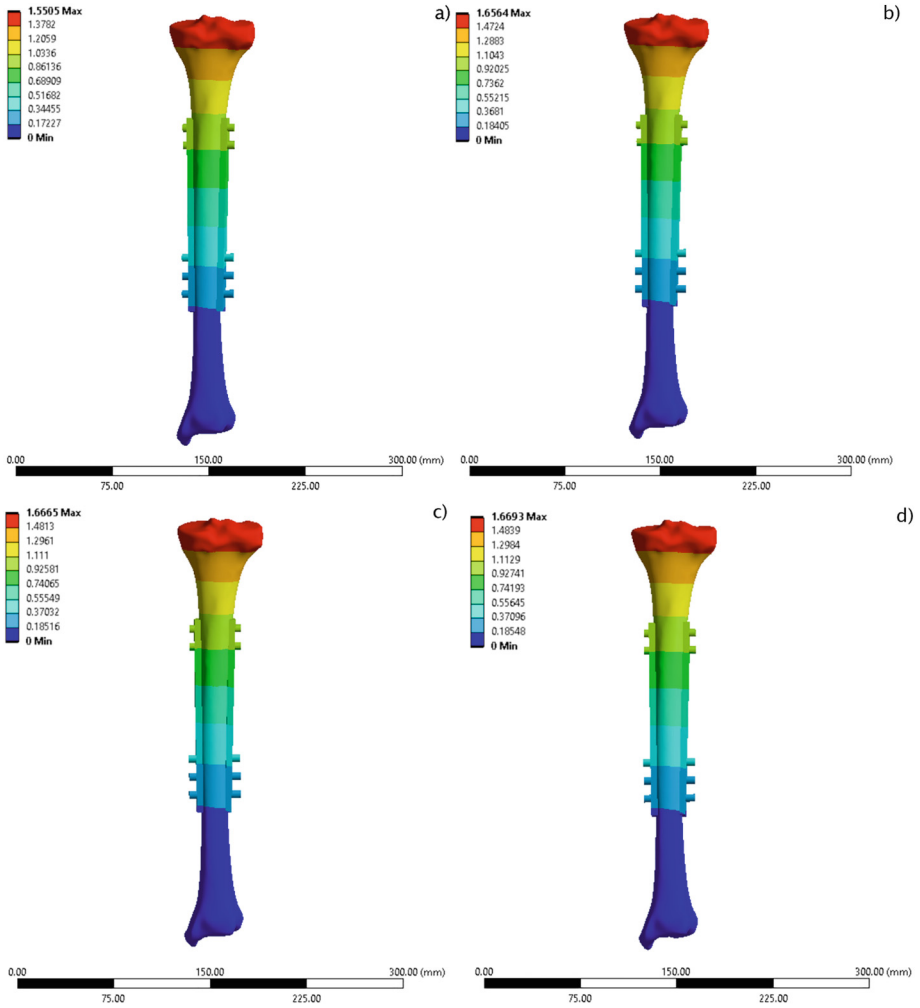 1.5505 Max
1.3782
1.2059
1.0336
0.86136
0.68909
0.51682
0.34455
0.17227
0 Min
a)
0.00 150.00 300.00 (mm)
75.00 225.00
1.6564 Max
1.4724
1.2883
1.1043
0.92025
0.7362
0.55215
0.3681
0.18405
0 Min
b)
0.00 150.00 300.00 (mm)
75.00 225.00
1.6665 Max
1.4813
1.2961
1.111
0.92581
0.74065
0.55549
0.37032
0.18516
0 Min
c)
0.00 150.00 300.00 (mm)
75.00 225.00
1.6693 Max
1.4839
1.2984
1.1129
0.92741
0.74193
0.55645
0.37096
0.18548
0 Min
d)
0.00 150.00 300.00 (mm)
75.00 225.00